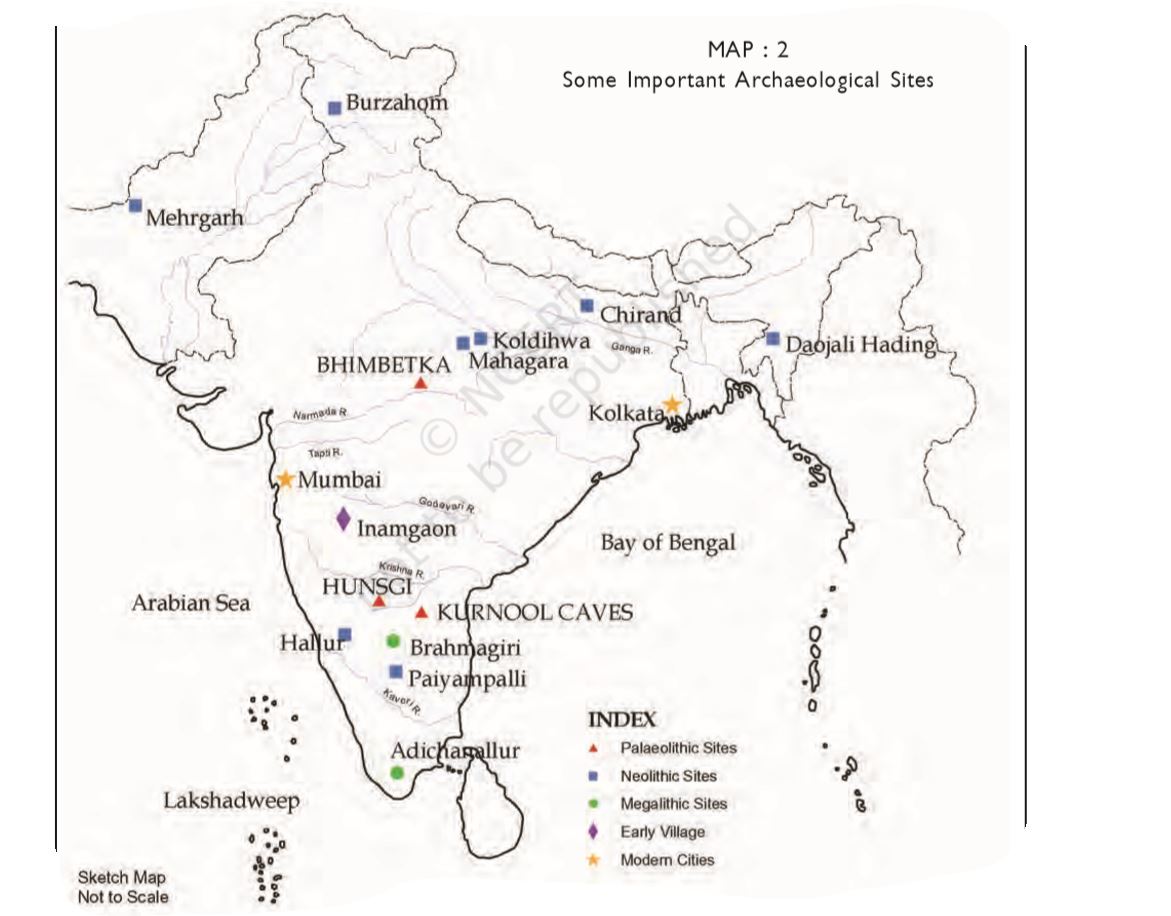 MAP : 2
Some Important Archaeological Sites
Burzahom
Mehrgarh
Chirand
Koldihwa
Mahagara
Ganga R.
Daojali Hading
BHIMBETKA
Kolkata
Narmada R.
Tapti R.
Mumbai
Godavari R.
Inamgaon
Bay of Bengal
Krishna R.
HUNSGI
Arabian Sea
KURNOOL CAVES
Hallur
Brahmagiri
Paiyampalli
Kaveri R.
Adichanallur
Lakshadweep
INDEX
Palaeolithic Sites
Neolithic Sites
Megalithic Sites
Early Village
Modern Cities
Sketch Map
Not to Scale
© NCERT
not to be republished